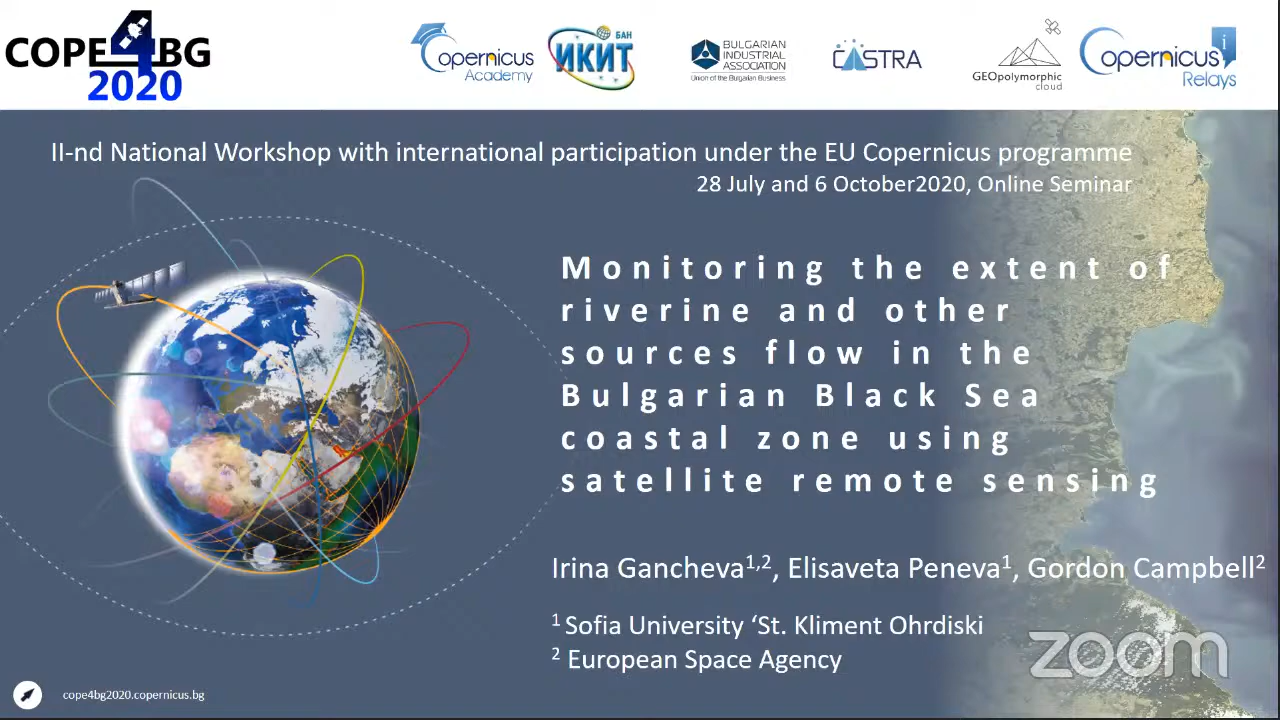 COPE4BG
2020
Copernicus
Academy
БАН
ИКИТ
BULGARIAN
INDUSTRIAL
ASSOCIATION
Union of the Bulgarian Business
CASTRA
GEOpolymorphic
cloud
Copernicus
i
Relays
II-nd National Workshop with international participation under the EU Copernicus programme
28 July and 6 October2020, Online Seminar
Monitoring the extent of
riverine and other
sources flow in the
Bulgarian Black Sea
coastal zone using
satellite remote sensing
Irina Gancheva1,2, Elisaveta Peneva1, Gordon Campbell2
1 Sofia University ‘St. Kliment Ohrdiski
2 European Space Agency
zoom
cope4bg2020.copernicus.bg